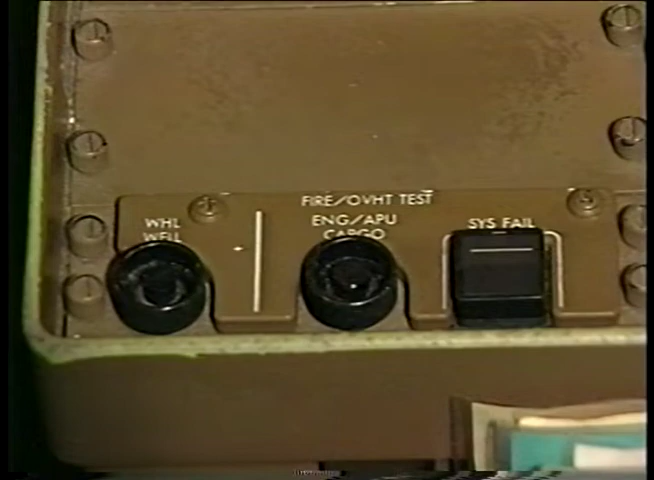 FIRE/OVHT TEST
WHL
WELL
ENG/APU
CARGO
SYS FAIL